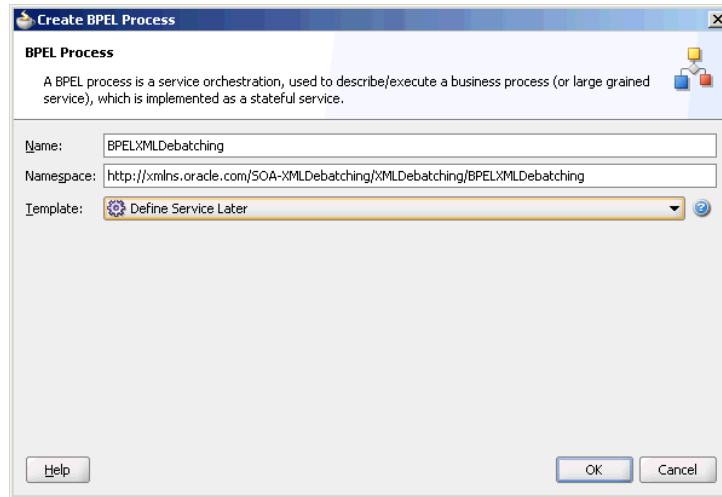 Create BPEL Process
BPEL Process
A BPEL process is a service orchestration, used to describe/execute a business process (or large grained
service), which is implemented as a stateful service.
Name: BPELXMLDebatching
Namespace: http://xmlns.oracle.com/SOA-XMLDebatching/XMLDebatching/BPELXMLDebatching
Template: Define Service Later
Help OK Cancel